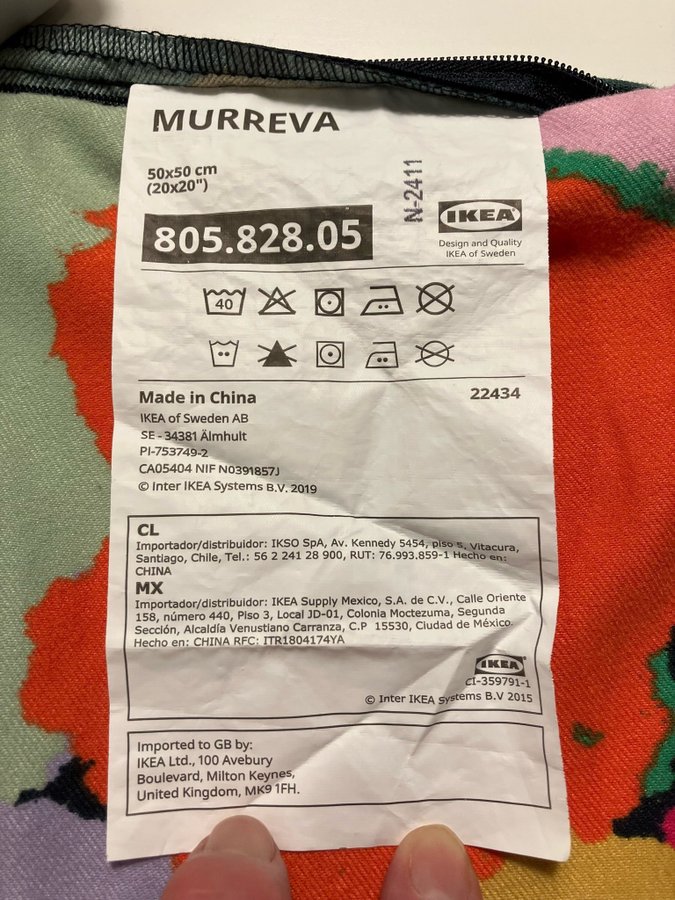 MURREVA
50x50 cm
(20x20")
N-2411
805.828.05
IKEA
Design and Quality
IKEA of Sweden
40
Made in China
22434
IKEA of Sweden AB
SE - 34381 Älmhult
PI-753749-2
CA05404 NIF N0391857J
© Inter IKEA Systems B.V. 2019
CL
Importador/distribuidor: IKSO SpA, Av. Kennedy 5454, piso 5, Vitacura,
Santiago, Chile, Tel.: 56 2 241 28 900, RUT: 76.993.859-1 Hecho en:
CHINA
MX
Importador/distribuidor: IKEA Supply Mexico, S.A. de C.V., Calle Oriente
158, número 440, Piso 3, Local JD-01, Colonia Moctezuma, Segunda
Sección, Alcaldía Venustiano Carranza, C.P 15530, Ciudad de México.
Hecho en: CHINA RFC: ITR1804174YA
IKEA
CI-359791-1
© Inter IKEA Systems B.V 2015
Imported to GB by:
IKEA Ltd., 100 Avebury
Boulevard, Milton Keynes,
United Kingdom, MK9 1FH.